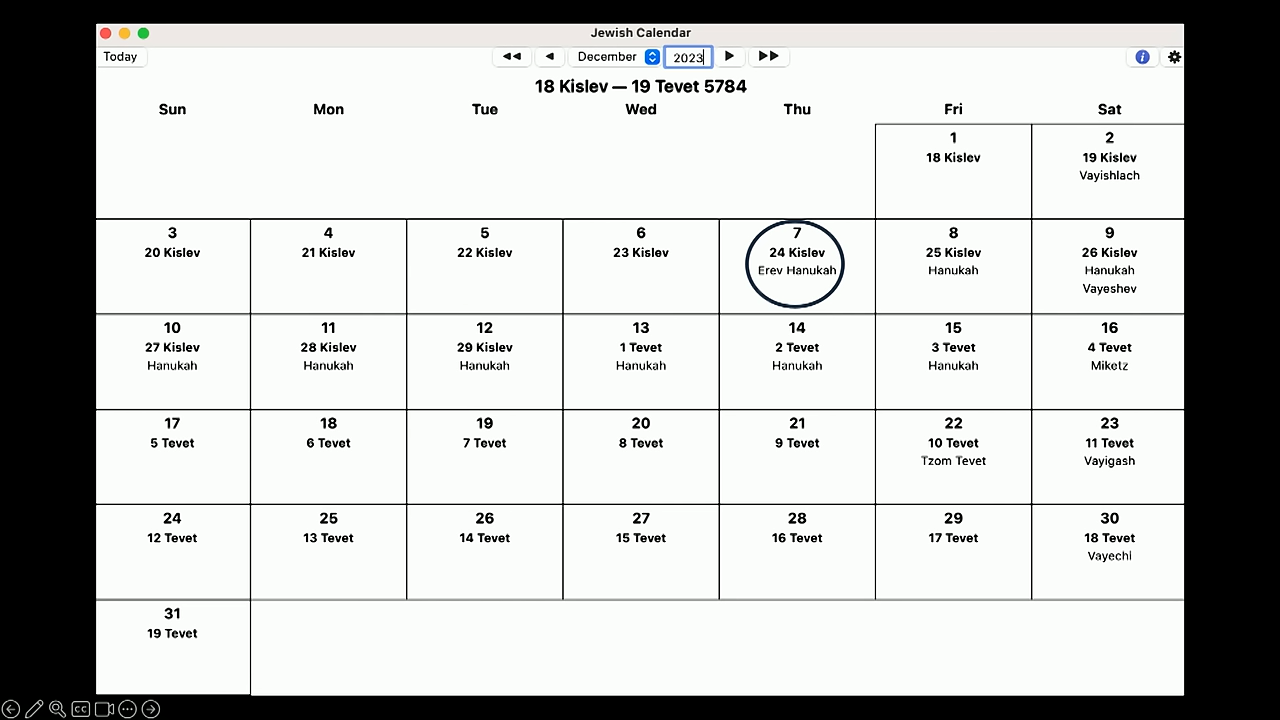 Jewish Calendar
Today
December
2023
18 Kislev — 19 Tevet 5784
Sun Mon Tue Wed Thu Fri Sat
1
18 Kislev
2
19 Kislev
Vayishlach
3
20 Kislev
4
21 Kislev
5
22 Kislev
6
23 Kislev
7
24 Kislev
Erev Hanukah
8
25 Kislev
Hanukah
9
26 Kislev
Hanukah
Vayeshev
10
27 Kislev
Hanukah
11
28 Kislev
Hanukah
12
29 Kislev
Hanukah
13
1 Tevet
Hanukah
14
2 Tevet
Hanukah
15
3 Tevet
Hanukah
16
4 Tevet
Miketz
17
5 Tevet
18
6 Tevet
19
7 Tevet
20
8 Tevet
21
9 Tevet
22
10 Tevet
Tzom Tevet
23
11 Tevet
Vayigash
24
12 Tevet
25
13 Tevet
26
14 Tevet
27
15 Tevet
28
16 Tevet
29
17 Tevet
30
18 Tevet
Vayechi
31
19 Tevet
CC